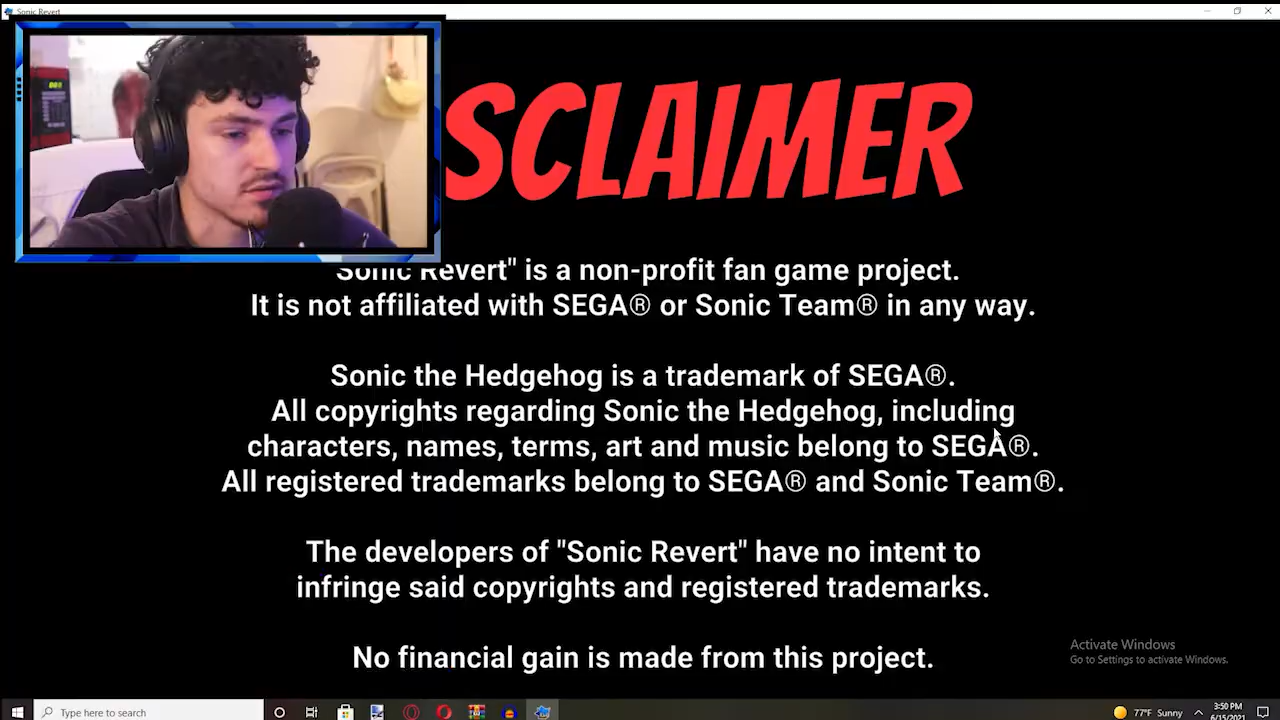 Sonic Revert
SCLAIMER
Sonic Revert" is a non-profit fan game project.
It is not affiliated with SEGA® or Sonic Team® in any way.
Sonic the Hedgehog is a trademark of SEGA®.
All copyrights regarding Sonic the Hedgehog, including
characters, names, terms, art and music belong to SEGA®.
All registered trademarks belong to SEGA® and Sonic Team®.
The developers of "Sonic Revert" have no intent to
infringe said copyrights and registered trademarks.
No financial gain is made from this project.
Activate Windows
Go to Settings to activate Windows.
Type here to search
77°F Sunny
3:50 PM
6/15/2021